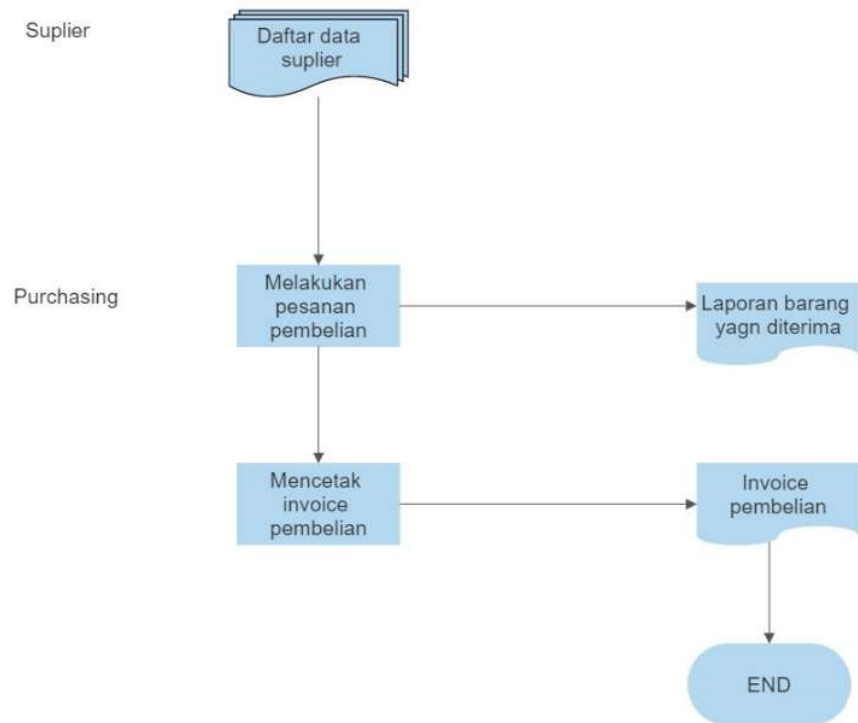 Suplier
Daftar data
suplier
Purchasing
Melakukan
pesanan
pembelian
Laporan barang
yagn diterima
Mencetak
invoice
pembelian
Invoice
pembelian
END